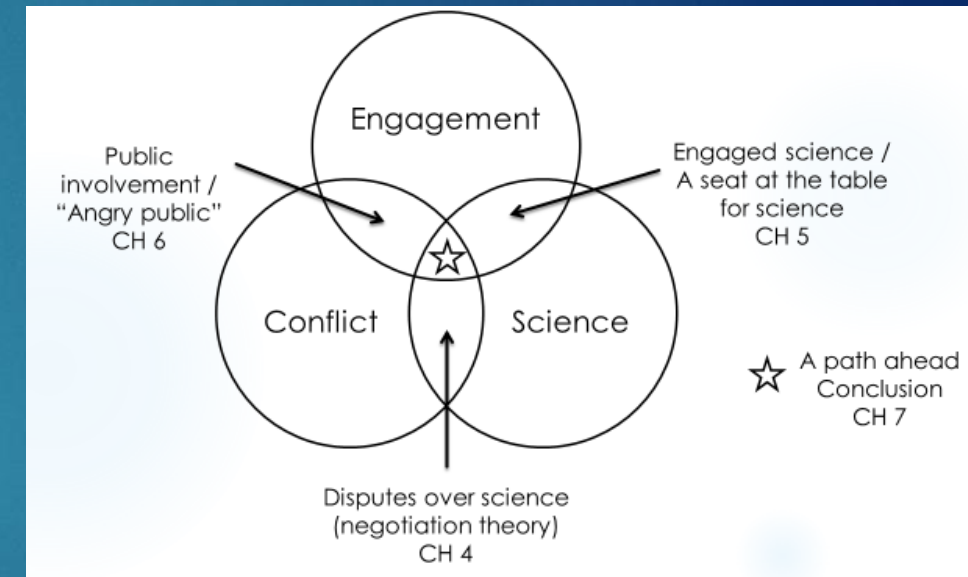 Engagement
Public
involvement /
“Angry public”
CH 6
Engaged science /
A seat at the table
for science
CH 5
Conflict
Science
A path ahead
Conclusion
CH 7
Disputes over science
(negotiation theory)
CH 4